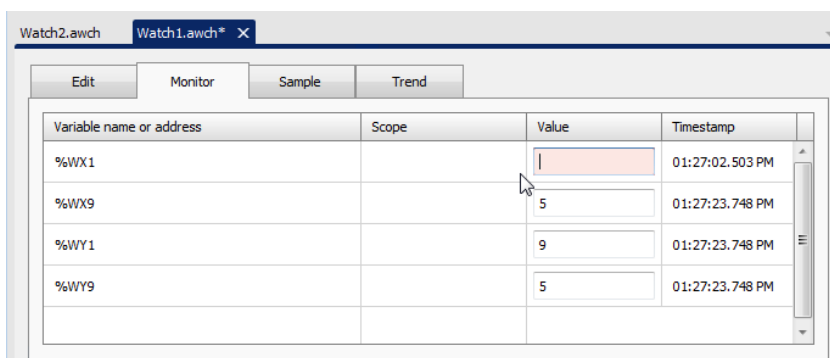 Watch2.awch Watch1.awch* X
Edit Monitor Sample Trend
Variable name or address Scope Value Timestamp
%WX1 01:27:02.503 PM
%WX9 5 01:27:23.748 PM
%WY1 9 01:27:23.748 PM
%WY9 5 01:27:23.748 PM